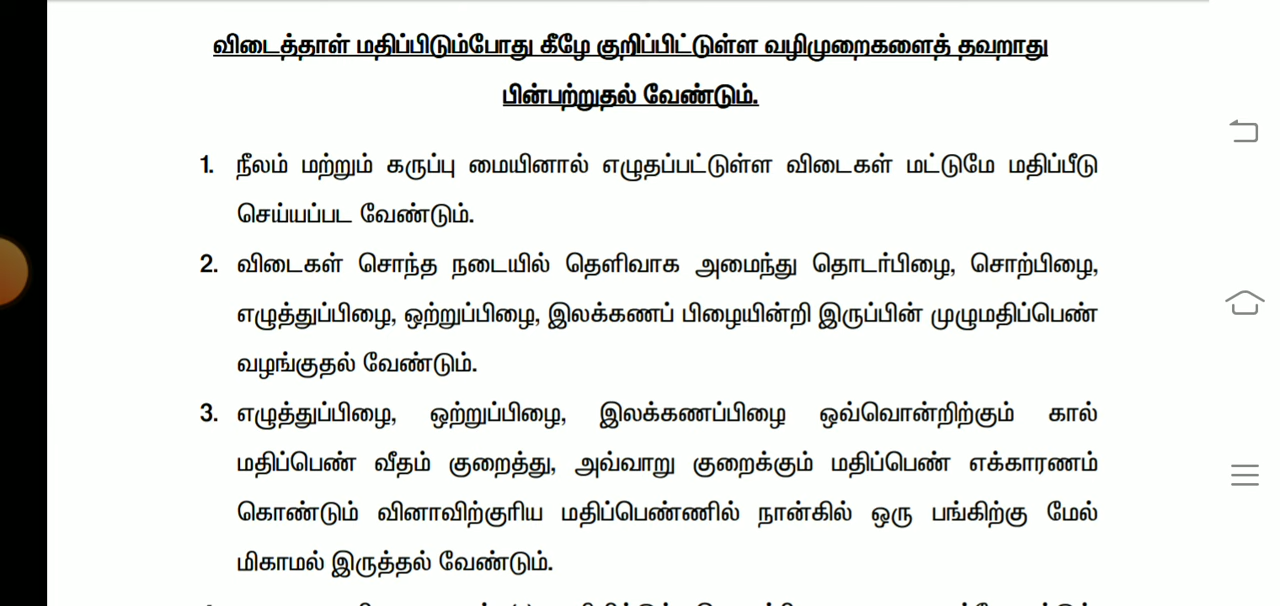 விடைத்தாள் மதிப்பிடும்போது கீழே குறிப்பிட்டுள்ள வழிமுறைகளைத் தவறாது
பின்பற்றுதல் வேண்டும்.
1. நீலம் மற்றும் கருப்பு மையினால் எழுதப்பட்டுள்ள விடைகள் மட்டுமே மதிப்பீடு
செய்யப்பட வேண்டும்.
2. விடைகள் சொந்த நடையில் தெளிவாக அமைந்து தொடர்பிழை, சொற்பிழை,
எழுத்துப்பிழை, ஒற்றுப்பிழை, இலக்கணப் பிழையின்றி இருப்பின் முழுமதிப்பெண்
வழங்குதல் வேண்டும்.
3. எழுத்துப்பிழை, ஒற்றுப்பிழை, இலக்கணப்பிழை ஒவ்வொன்றிற்கும் கால்
மதிப்பெண் வீதம் குறைத்து, அவ்வாறு குறைக்கும் மதிப்பெண் எக்காரணம்
கொண்டும் வினாவிற்குரிய மதிப்பெண்ணில் நான்கில் ஒரு பங்கிற்கு மேல்
மிகாமல் இருத்தல் வேண்டும்.